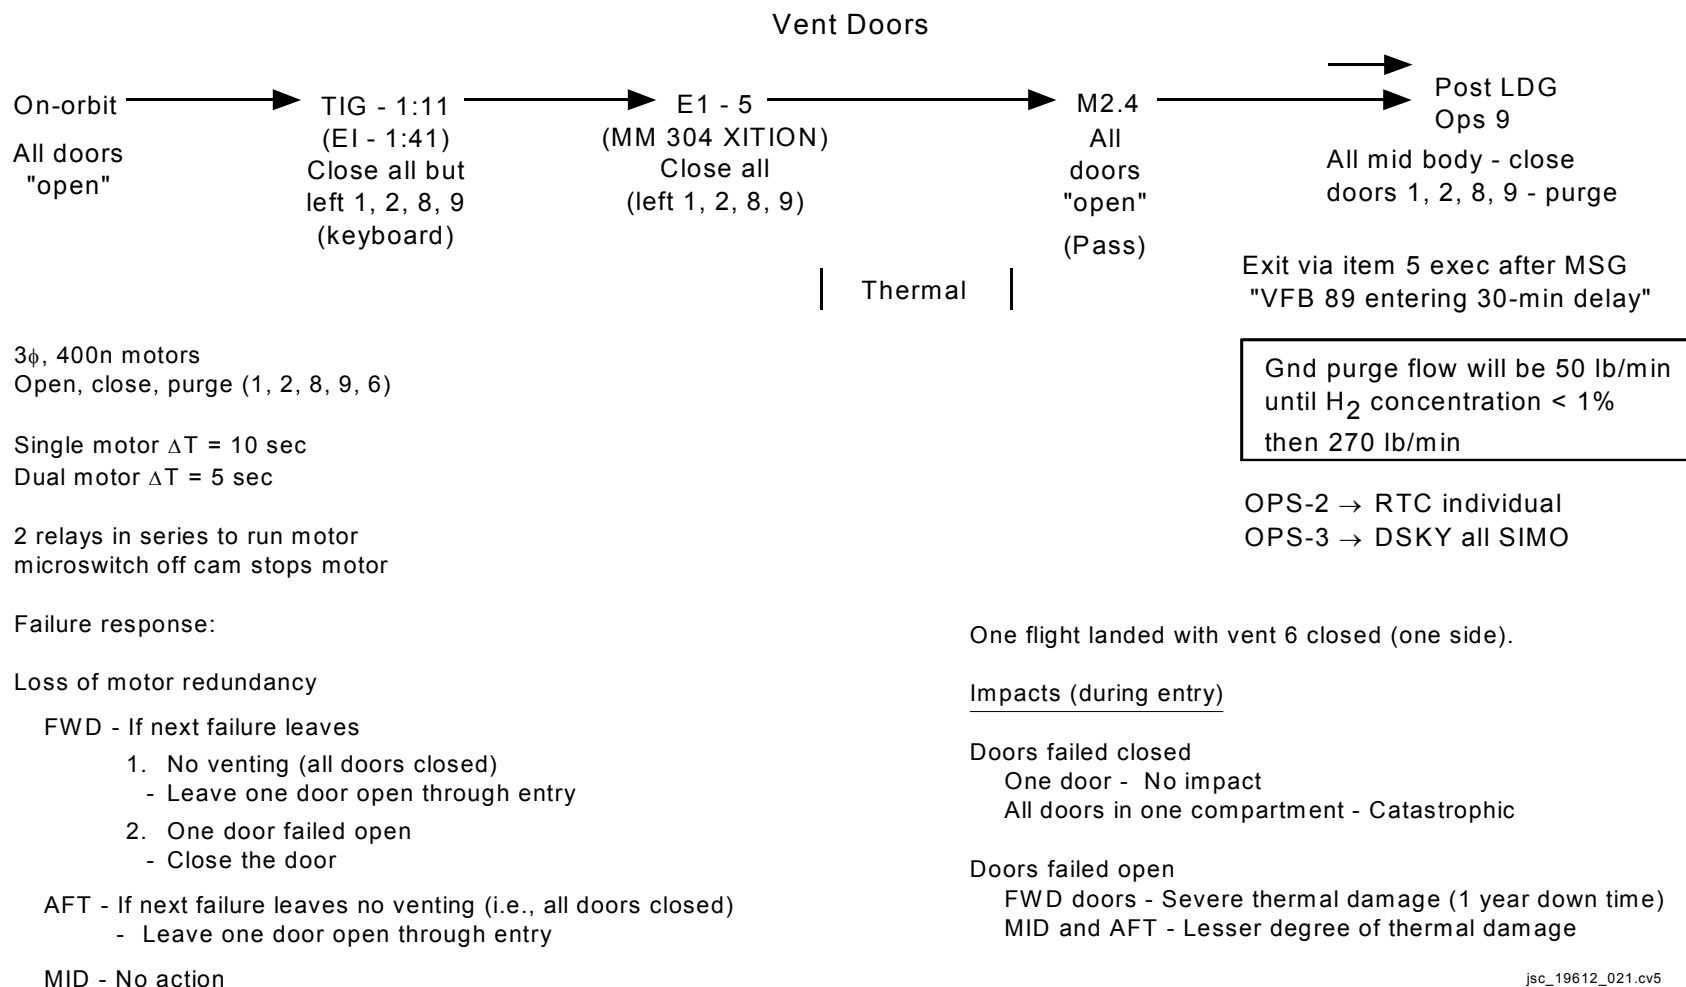 Vent Doors
On-orbit
All doors
"open"
TIG - 1:11
(EI - 1:41)
Close all but
left 1, 2, 8, 9
(keyboard)
E1 - 5
(MM 304 XITION)
Close all
(left 1, 2, 8, 9)
M2.4
All
doors
"open"
(Pass)
Post LDG
Ops 9
All mid body - close
doors 1, 2, 8, 9 - purge
Thermal
Exit via item 5 exec after MSG
"VFB 89 entering 30-min delay"
Gnd purge flow will be 50 lb/min
until H2 concentration < 1%
then 270 lb/min
OPS-2 → RTC individual
OPS-3 → DSKY all SIMO
3φ, 400n motors
Open, close, purge (1, 2, 8, 9, 6)
Single motor ΔT = 10 sec
Dual motor ΔT = 5 sec
2 relays in series to run motor
microswitch off cam stops motor
Failure response:
Loss of motor redundancy
FWD - If next failure leaves
1. No venting (all doors closed)
- Leave one door open through entry
2. One door failed open
- Close the door
AFT - If next failure leaves no venting (i.e., all doors closed)
- Leave one door open through entry
MID - No action
One flight landed with vent 6 closed (one side).
Impacts (during entry)
Doors failed closed
One door - No impact
All doors in one compartment - Catastrophic
Doors failed open
FWD doors - Severe thermal damage (1 year down time)
MID and AFT - Lesser degree of thermal damage
jsc_19612_021.cv5